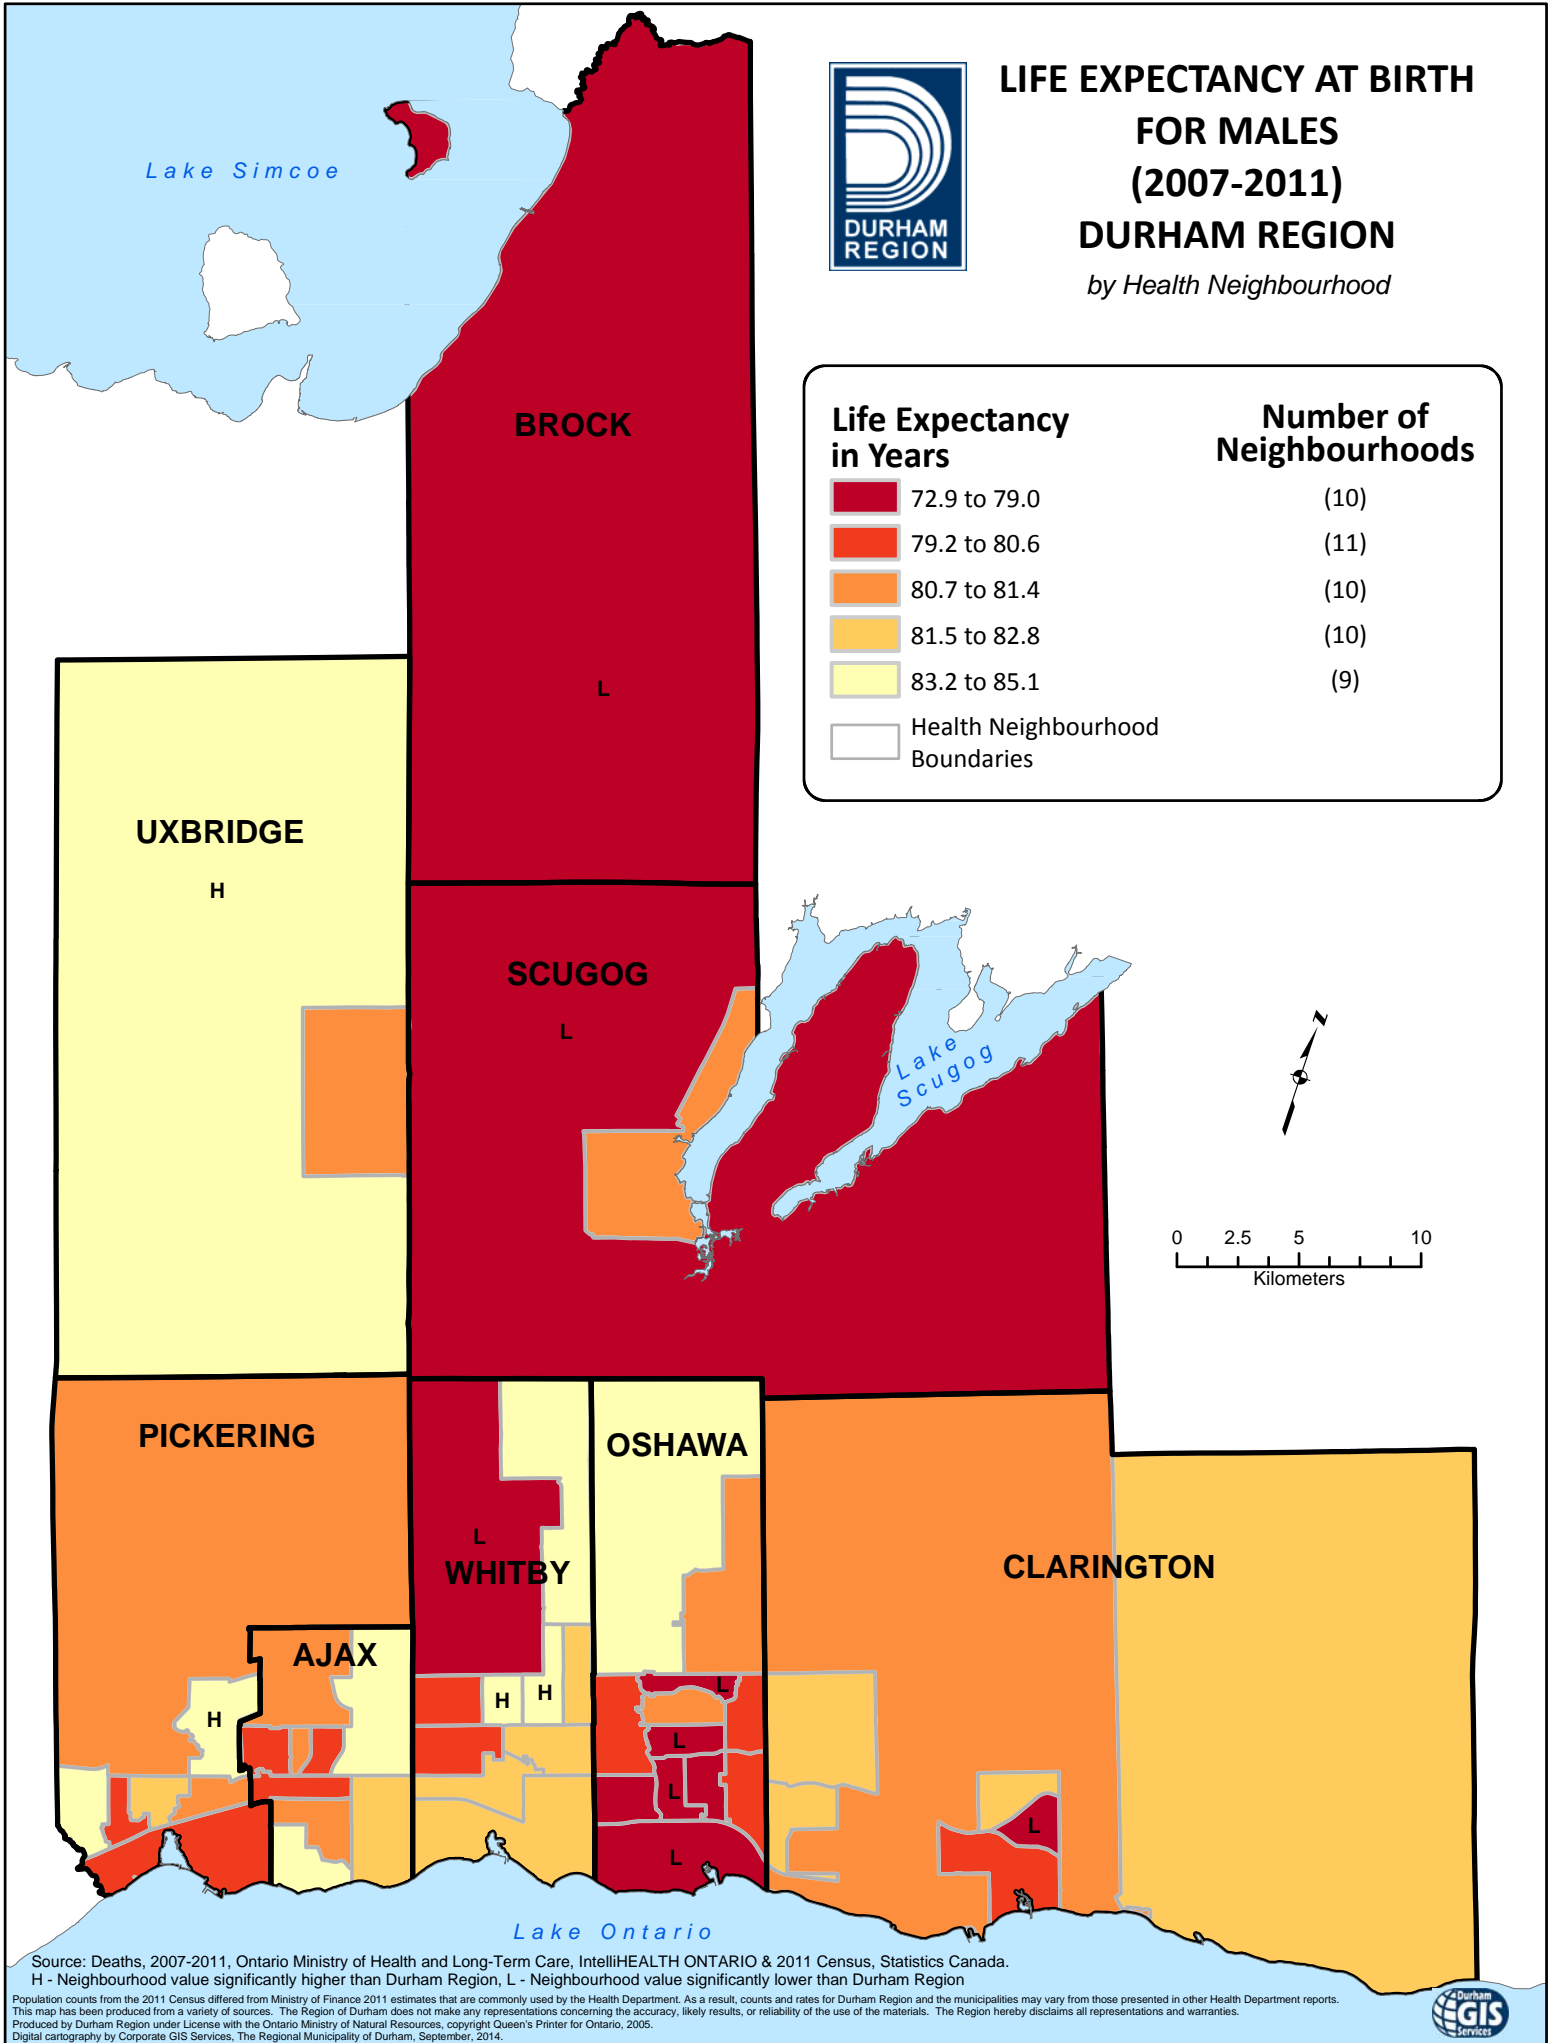 LIFE EXPECTANCY AT BIRTH
FOR MALES
(2007-2011)
DURHAM REGION
by Health Neighbourhood
DURHAM
REGION
Lake Simcoe
Life Expectancy
in Years
Number of
Neighbourhoods
72.9 to 79.0 (10)
79.2 to 80.6 (11)
80.7 to 81.4 (10)
81.5 to 82.8 (10)
83.2 to 85.1 (9)
Health Neighbourhood
Boundaries
BROCK
L
UXBRIDGE
H
SCUGOG
L
Lake
Scugog
N
0 2.5 5 10
Kilometers
PICKERING
OSHAWA
L
WHITBY
CLARINGTON
AJAX
H
H
H
L
L
L
L
L
Lake Ontario
Source: Deaths, 2007-2011, Ontario Ministry of Health and Long-Term Care, IntelliHEALTH ONTARIO & 2011 Census, Statistics Canada.
H - Neighbourhood value significantly higher than Durham Region, L - Neighbourhood value significantly lower than Durham Region
Population counts from the 2011 Census differed from Ministry of Finance 2011 estimates that are commonly used by the Health Department. As a result, counts and rates for Durham Region and the municipalities may vary from those presented in other Health Department reports.
This map has been produced from a variety of sources. The Region of Durham does not make any representations concerning the accuracy, likely results, or reliability of the use of the materials. The Region hereby disclaims all representations and warranties.
Produced by Durham Region under License with the Ontario Ministry of Natural Resources, copyright Queen's Printer for Ontario, 2005.
Digital cartography by Corporate GIS Services, The Regional Municipality of Durham, September, 2014.
Durham
GIS
Services